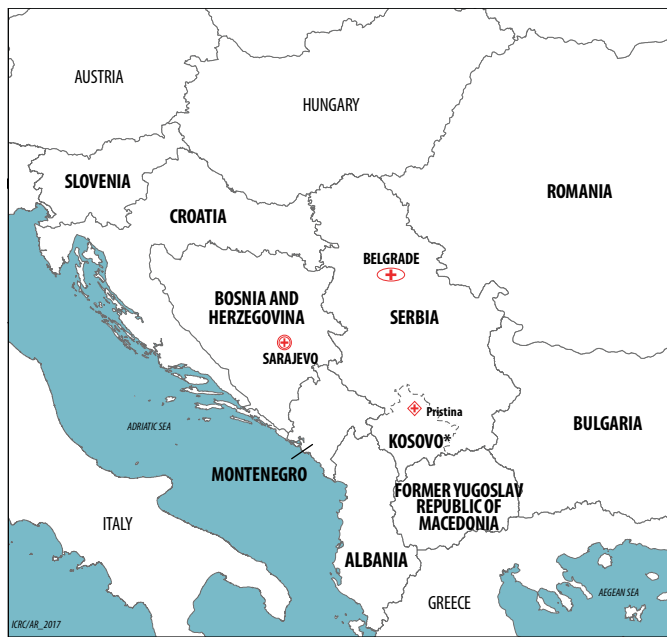 AUSTRIA
HUNGARY
SLOVENIA
ROMANIA
CROATIA
BELGRADE
BOSNIA AND
HERZEGOVINA
SERBIA
SARAJEVO
Pristina
ADRIATIC SEA
BULGARIA
KOSOVO*
MONTENEGRO
FORMER YUGOSLAV
REPUBLIC OF
MACEDONIA
ITALY
ALBANIA
AEGEAN SEA
GREECE
ICRC/AR_2017